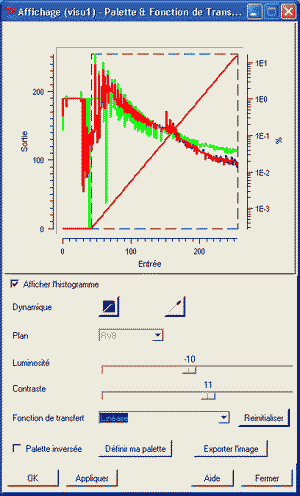 Affichage (visu1) - Palette & Fonction de Trans...
Sortie
200
100
0
1E1
1E0
1E-1
1E-2
1E-3
%
0 100 200
Entrée
Afficher l'histogramme
Dynamique
Plan
RVB
Luminosité
-10
Contraste
11
Fonction de transfert Linéaire Reinitialiser
Palette inversée Définir ma palette Exporter l'image
OK Appliquer Aide Fermer